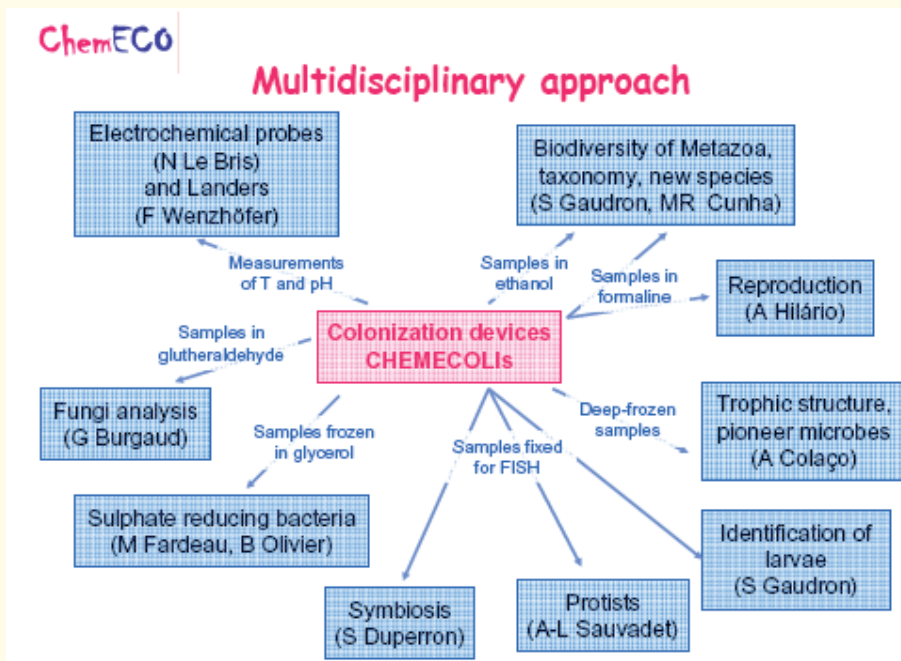 ChemECO
Multidisciplinary approach
Electrochemical probes
(N Le Bris)
and Landers
(F Wenzhöfer)
Biodiversity of Metazoa,
taxonomy, new species
(S Gaudron, MR Cunha)
Measurements
of T and pH
Samples in
ethanol
Samples in
formaline
Reproduction
(A Hilário)
Samples in
glutheraldehyde
Colonization devices
CHEMECOLIs
Fungi analysis
(G Burgaud)
Samples frozen
in glycerol
Samples fixed
for FISH
Deep-frozen
samples
Trophic structure,
pioneer microbes
(A Colaço)
Sulphate reducing bacteria
(M Fardeau, B Olivier)
Identification of
larvae
(S Gaudron)
Symbiosis
(S Duperron)
Protists
(A-L Sauvadet)